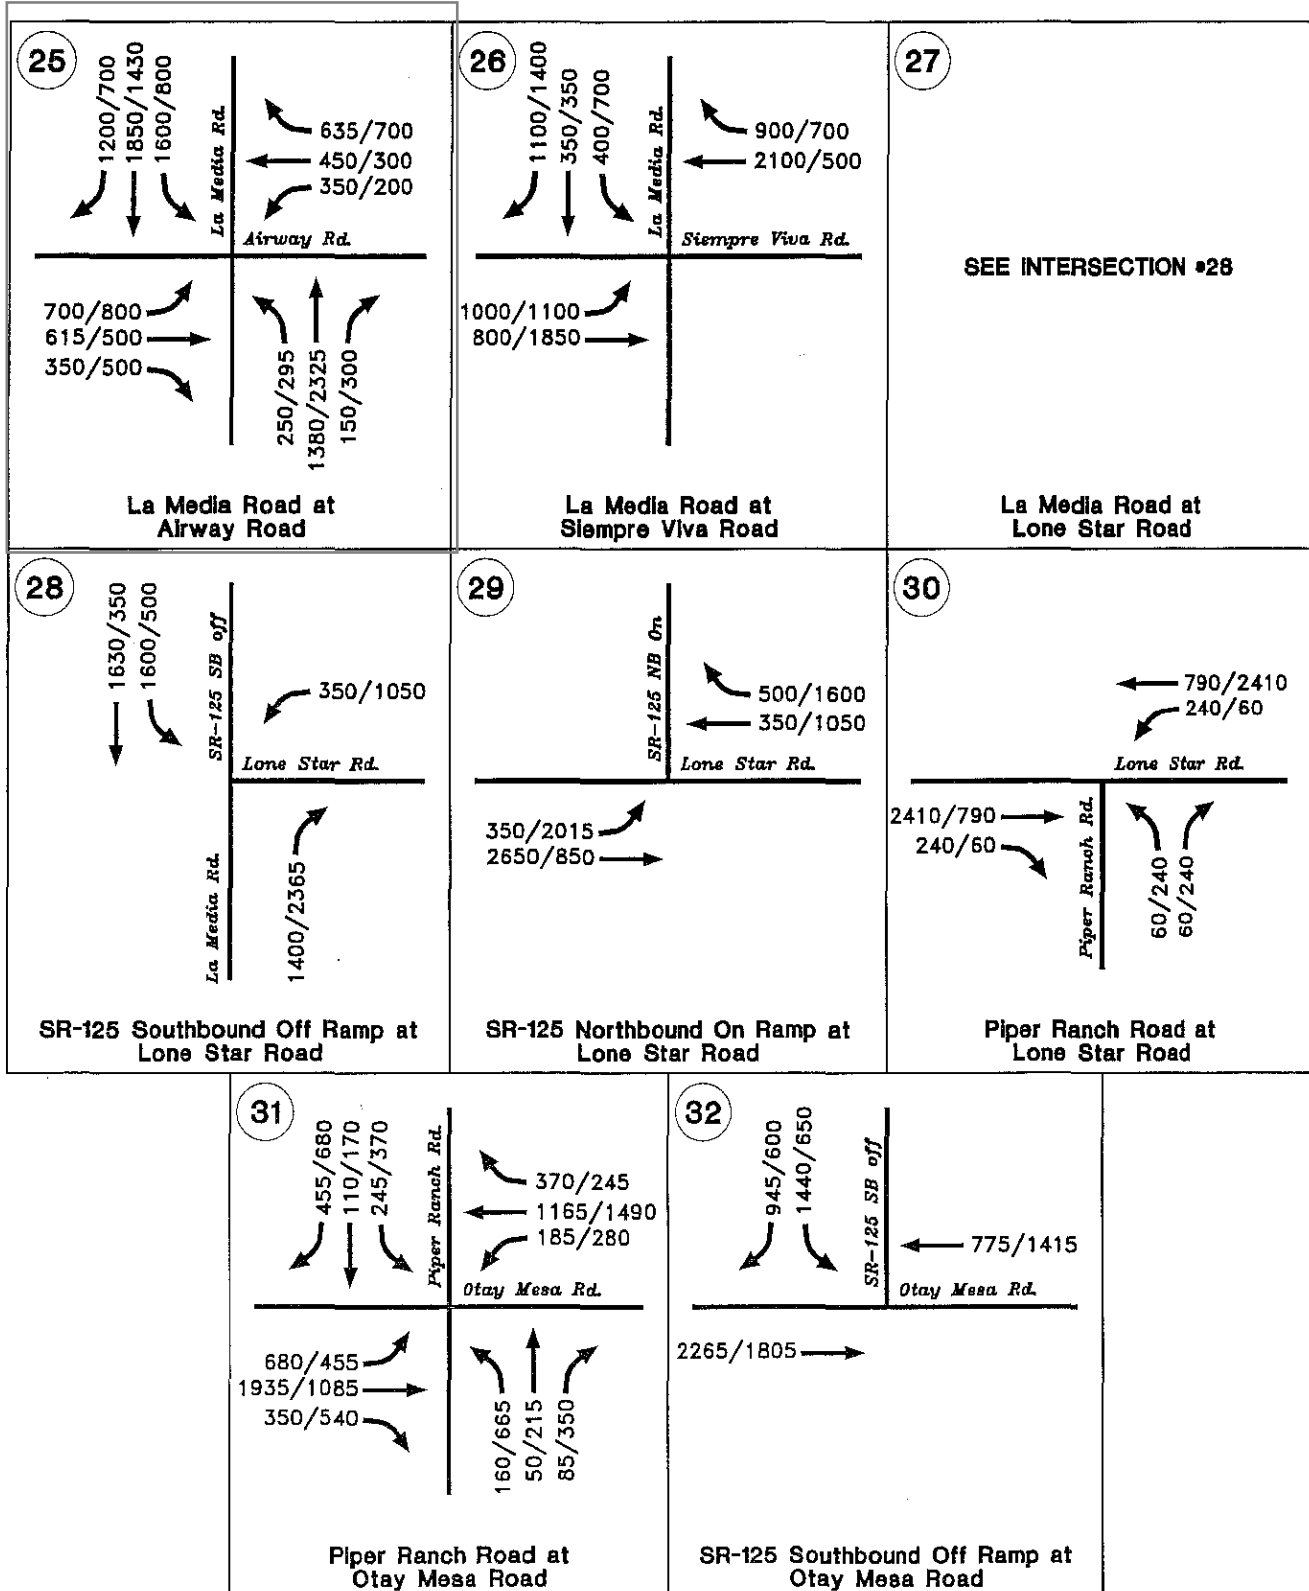 25
1200/700
1850/1430
1600/800
La Media Rd.
635/700
450/300
350/200
Airway Rd.
700/800
615/500
350/500
250/295
1380/2325
150/300
La Media Road at
Airway Road
26
1100/1400
350/350
400/700
La Media Rd.
900/700
2100/500
Siempre Viva Rd.
1000/1100
800/1850
La Media Road at
Siempre Viva Road
27
SEE INTERSECTION #28
La Media Road at
Lone Star Road
28
1630/350
1600/500
SR-125 SB off
350/1050
Lone Star Rd.
La Media Rd.
1400/2365
SR-125 Southbound Off Ramp at
Lone Star Road
29
SR-125 NB On
500/1600
350/1050
Lone Star Rd.
350/2015
2650/850
SR-125 Northbound On Ramp at
Lone Star Road
30
790/2410
240/60
Lone Star Rd.
2410/790
240/60
Piper Ranch Rd.
60/240
60/240
Piper Ranch Road at
Lone Star Road
31
455/680
110/170
245/370
Piper Ranch Rd.
370/245
1165/1490
185/280
Otay Mesa Rd.
680/455
1935/1085
350/540
160/665
50/215
85/350
Piper Ranch Road at
Otay Mesa Road
32
945/600
1440/650
SR-125 SB off
775/1415
Otay Mesa Rd.
2265/1805
SR-125 Southbound Off Ramp at
Otay Mesa Road